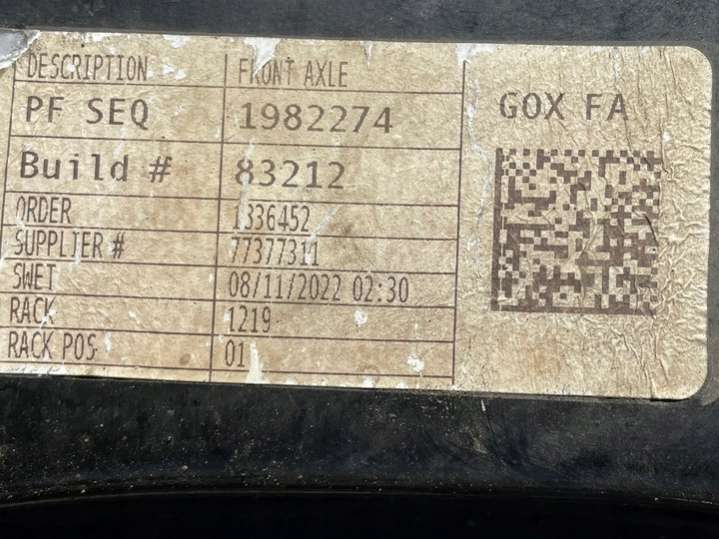 DESCRIPTION FRONT AXLE
PF SEQ 1982274
Build # 83212
ORDER 1336452
SUPPLIER # 77377311
SWET 08/11/2022 02:30
RACK 1219
RACK POS 01
GOX FA